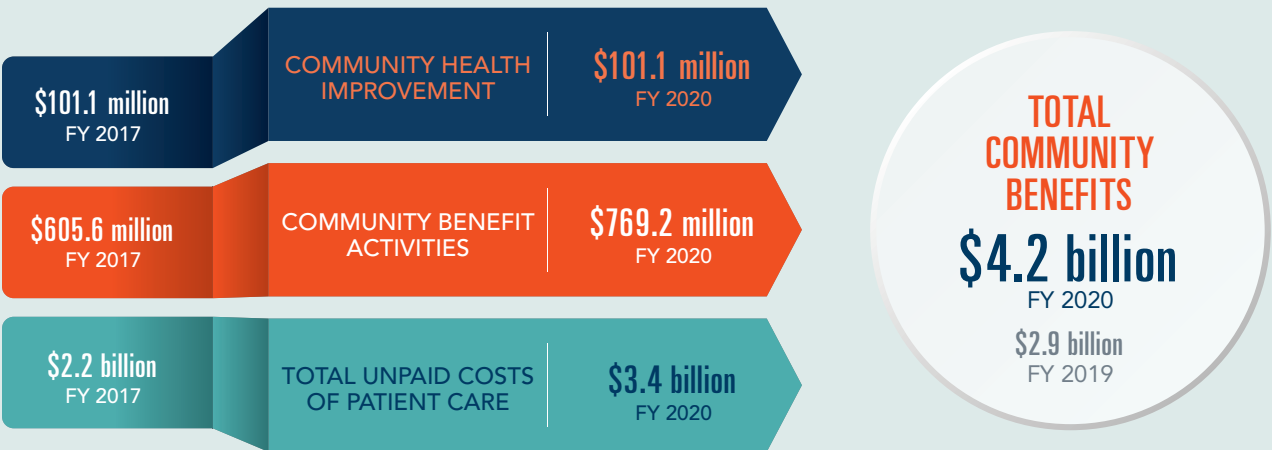 $101.1 million
FY 2017
COMMUNITY HEALTH
IMPROVEMENT
$101.1 million
FY 2020
$605.6 million
FY 2017
COMMUNITY BENEFIT
ACTIVITIES
$769.2 million
FY 2020
$2.2 billion
FY 2017
TOTAL UNPAID COSTS
OF PATIENT CARE
$3.4 billion
FY 2020
TOTAL
COMMUNITY
BENEFITS
$4.2 billion
FY 2020
$2.9 billion
FY 2019